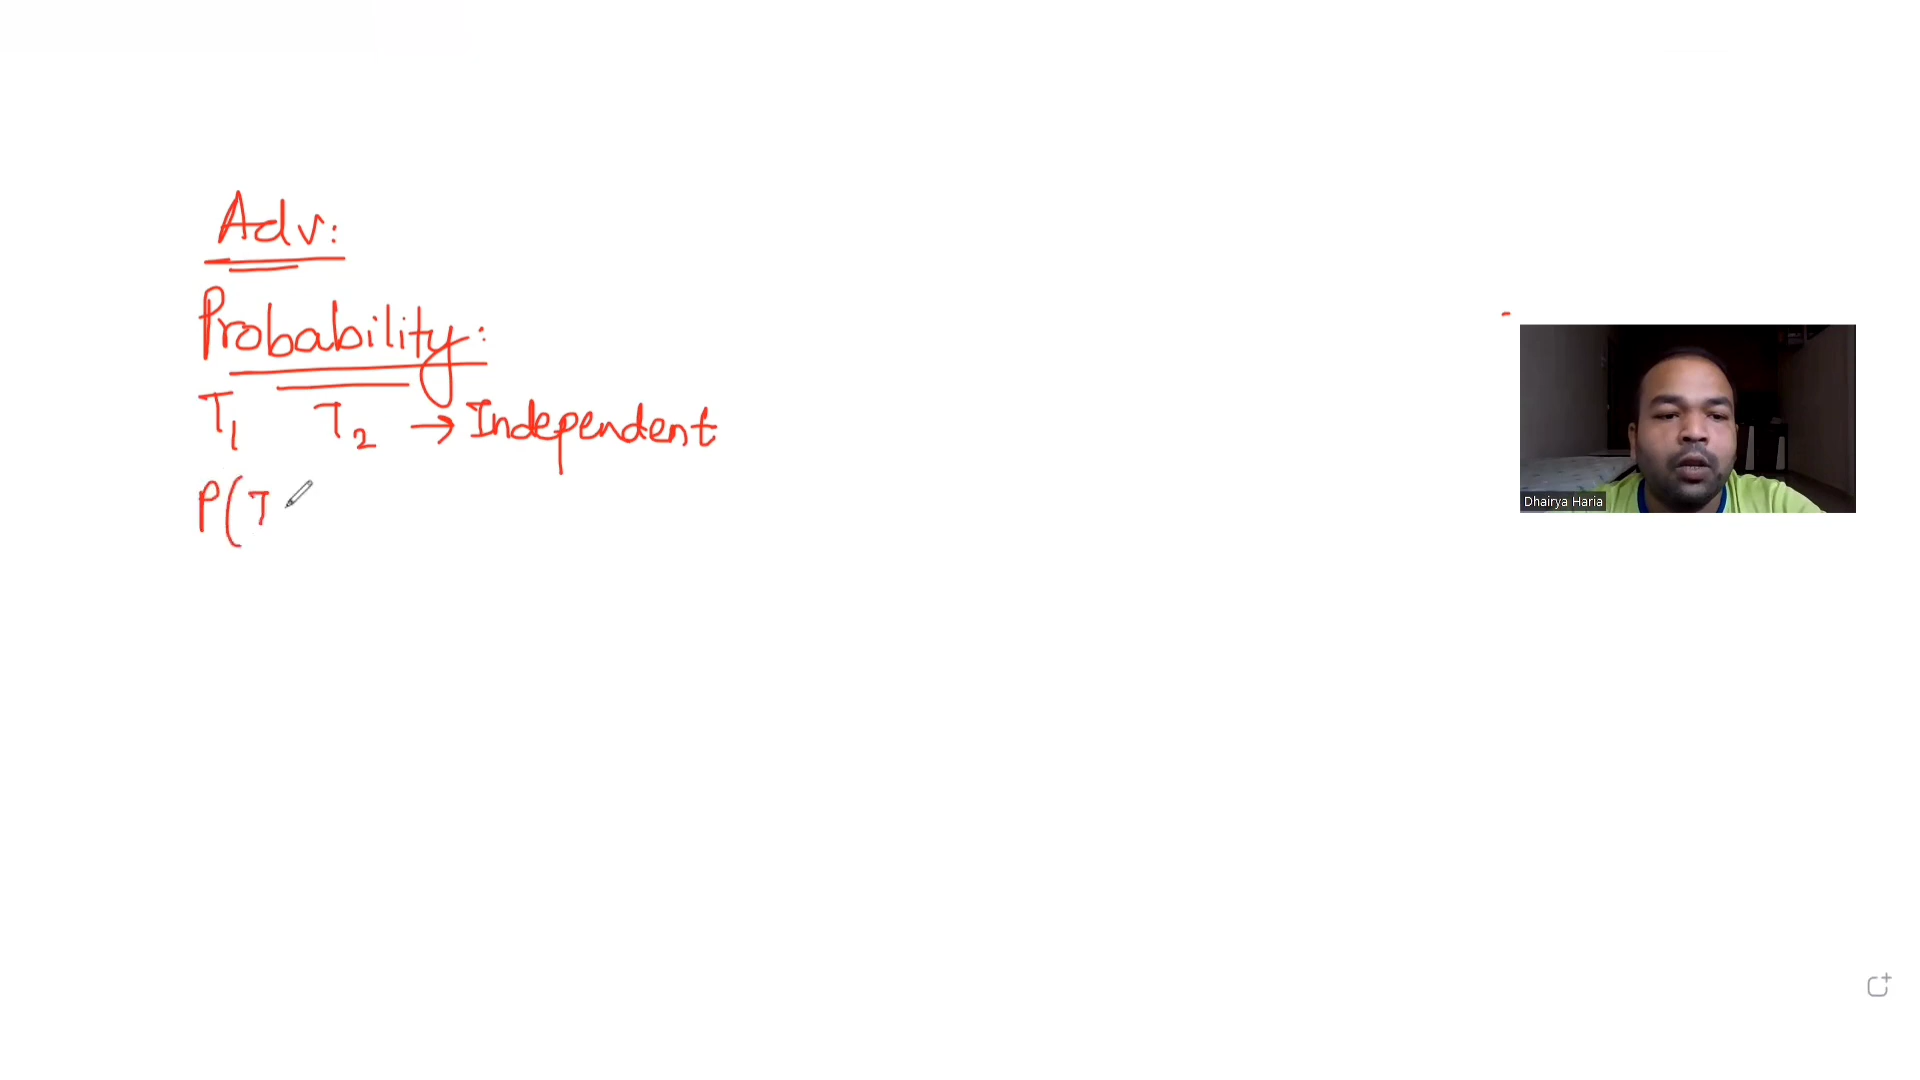 Adv:
Probability:
T₁ T₂ → Independent
P(T
Dhairya Haria